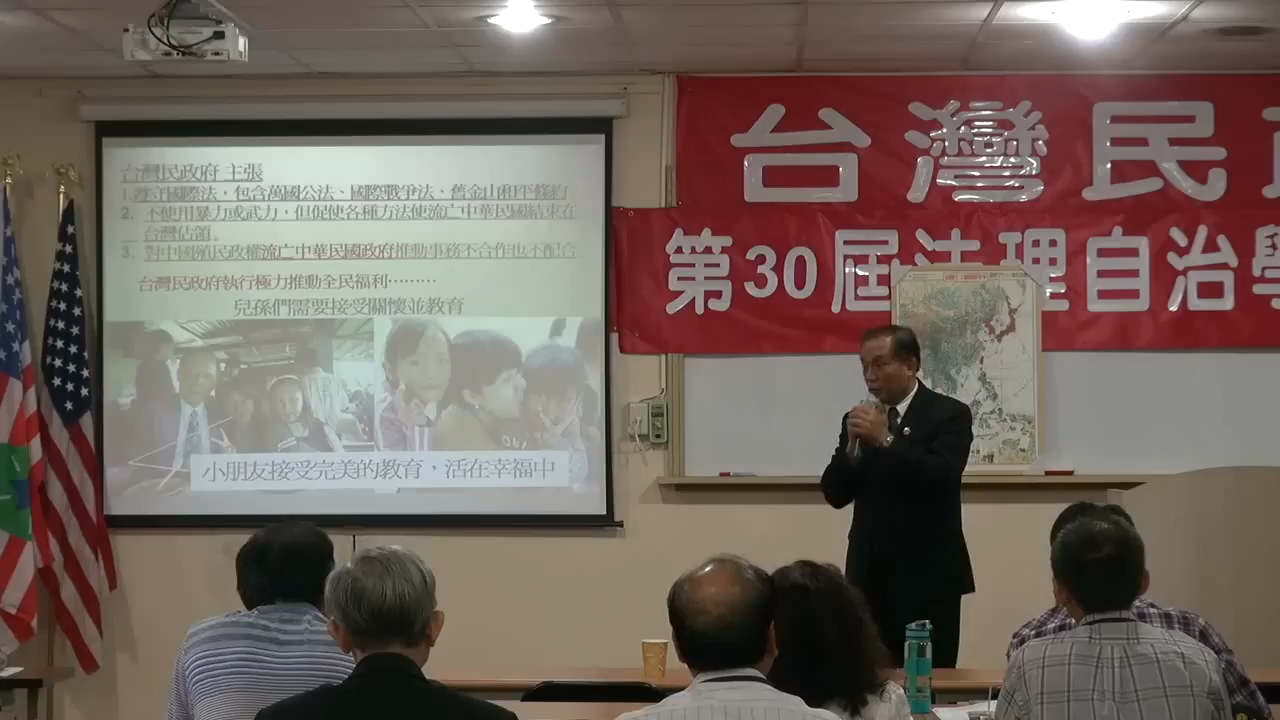 台灣民政府 主張
1.遵守國際法，包含萬國公法、國際戰爭法、舊金山和平條約
2. 不使用暴力或武力，但促使各種方法使流亡中華民國結束在
台灣佔領。
3. 對中國殖民政權流亡中華民國政府推動事務不合作也不配合
台灣民政府執行極力推動全民福利………
兒孫們需要接受關懷並教育
小朋友接受完美的教育，活在幸福中
台灣民政
第30屆法理自治學